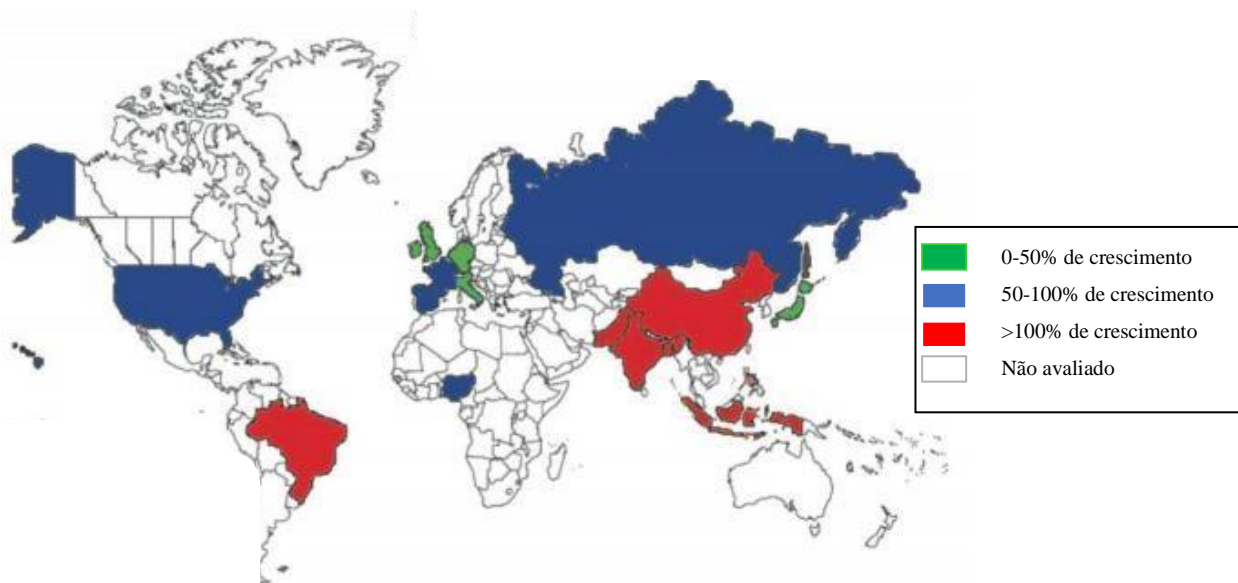 0-50% de crescimento
50-100% de crescimento
>100% de crescimento
Não avaliado